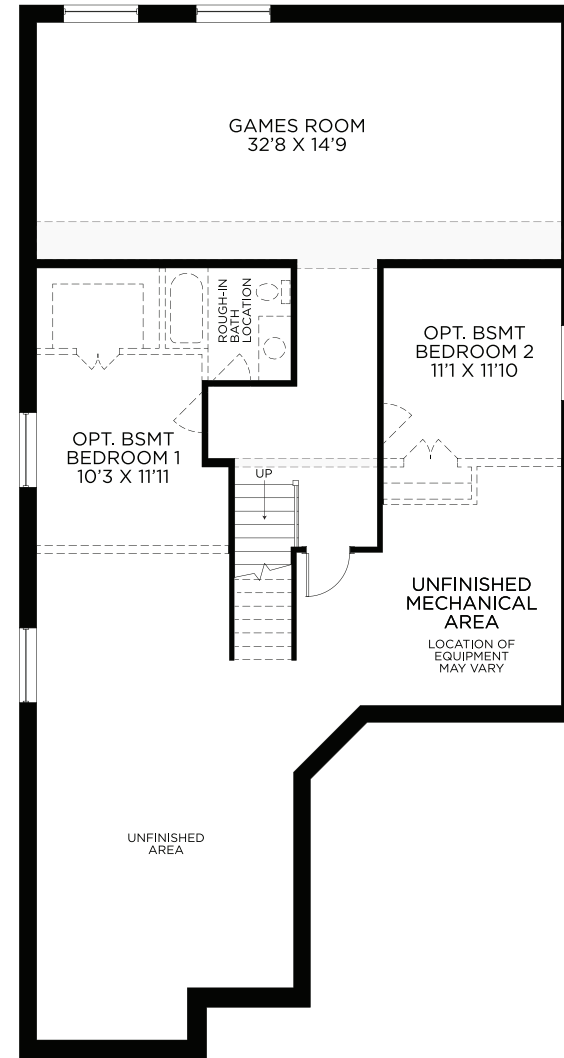 GAMES ROOM
32'8 X 14'9
ROUGH-IN
BATH
LOCATION
OPT. BSMT
BEDROOM 2
11'1 X 11'10
OPT. BSMT
BEDROOM 1
10'3 X 11'11
UP
UNFINISHED
MECHANICAL
AREA
LOCATION OF
EQUIPMENT
MAY VARY
UNFINISHED
AREA